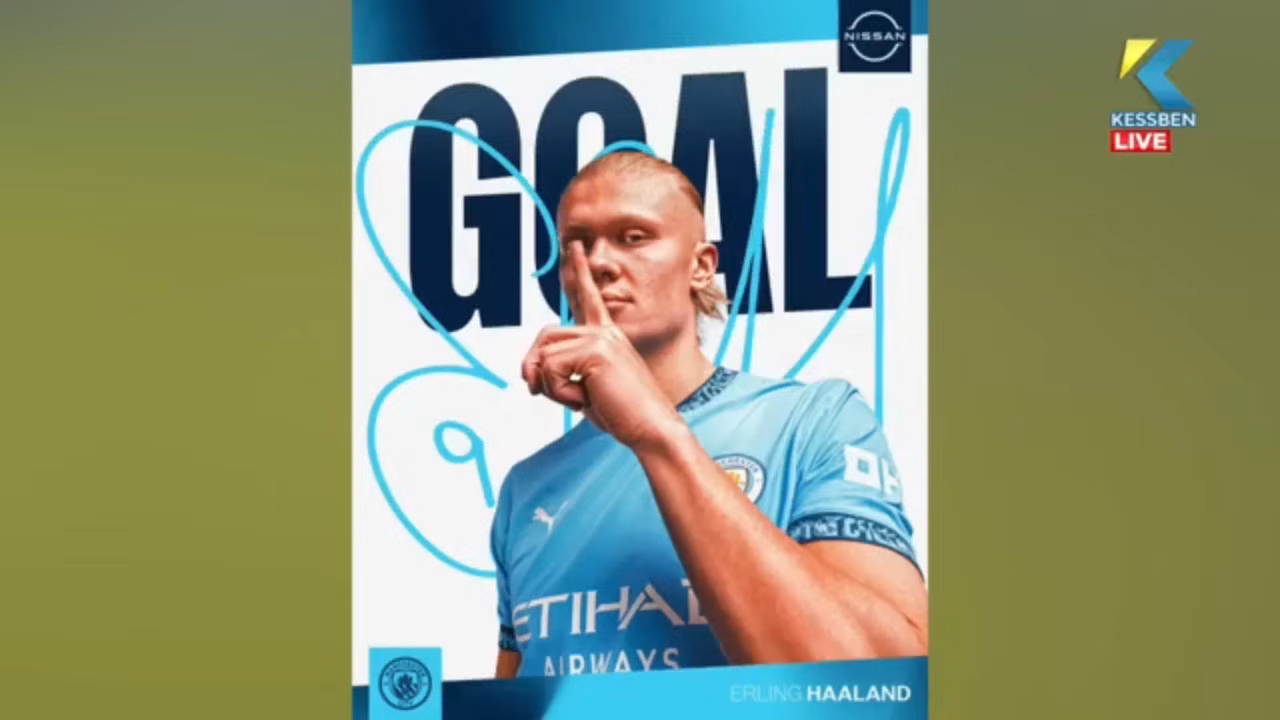 NISSAN
KESSBEN
LIVE
GOAL
9
ETIHAD
AIRWAYS
ERLING HAALAND